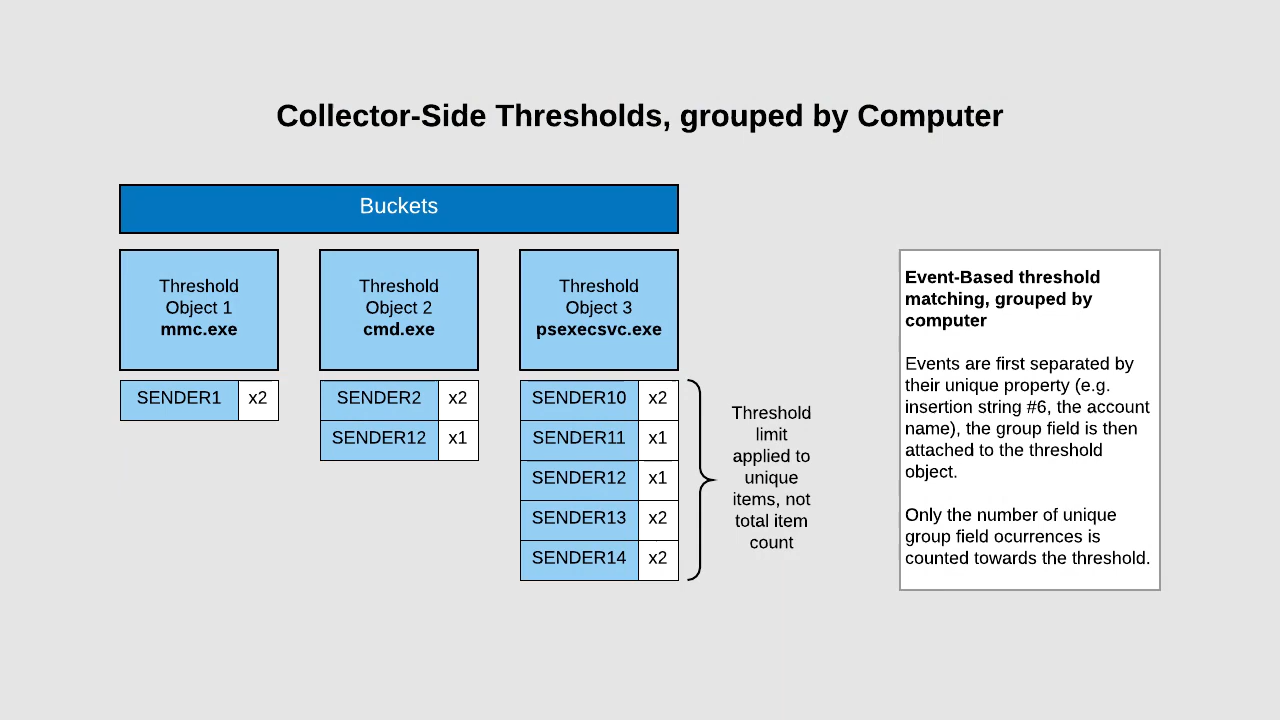 Collector-Side Thresholds, grouped by Computer
Buckets
Threshold
Object 1
mmc.exe
Threshold
Object 2
cmd.exe
Threshold
Object 3
psexecsvc.exe
SENDER1 x2
SENDER2 x2
SENDER12 x1
SENDER10 x2
SENDER11 x1
SENDER12 x1
SENDER13 x2
SENDER14 x2
Threshold
limit
applied to
unique
items, not
total item
count
Event-Based threshold
matching, grouped by
computer
Events are first separated by
their unique property (e.g.
insertion string #6, the account
name), the group field is then
attached to the threshold
object.
Only the number of unique
group field ocurrences is
counted towards the threshold.